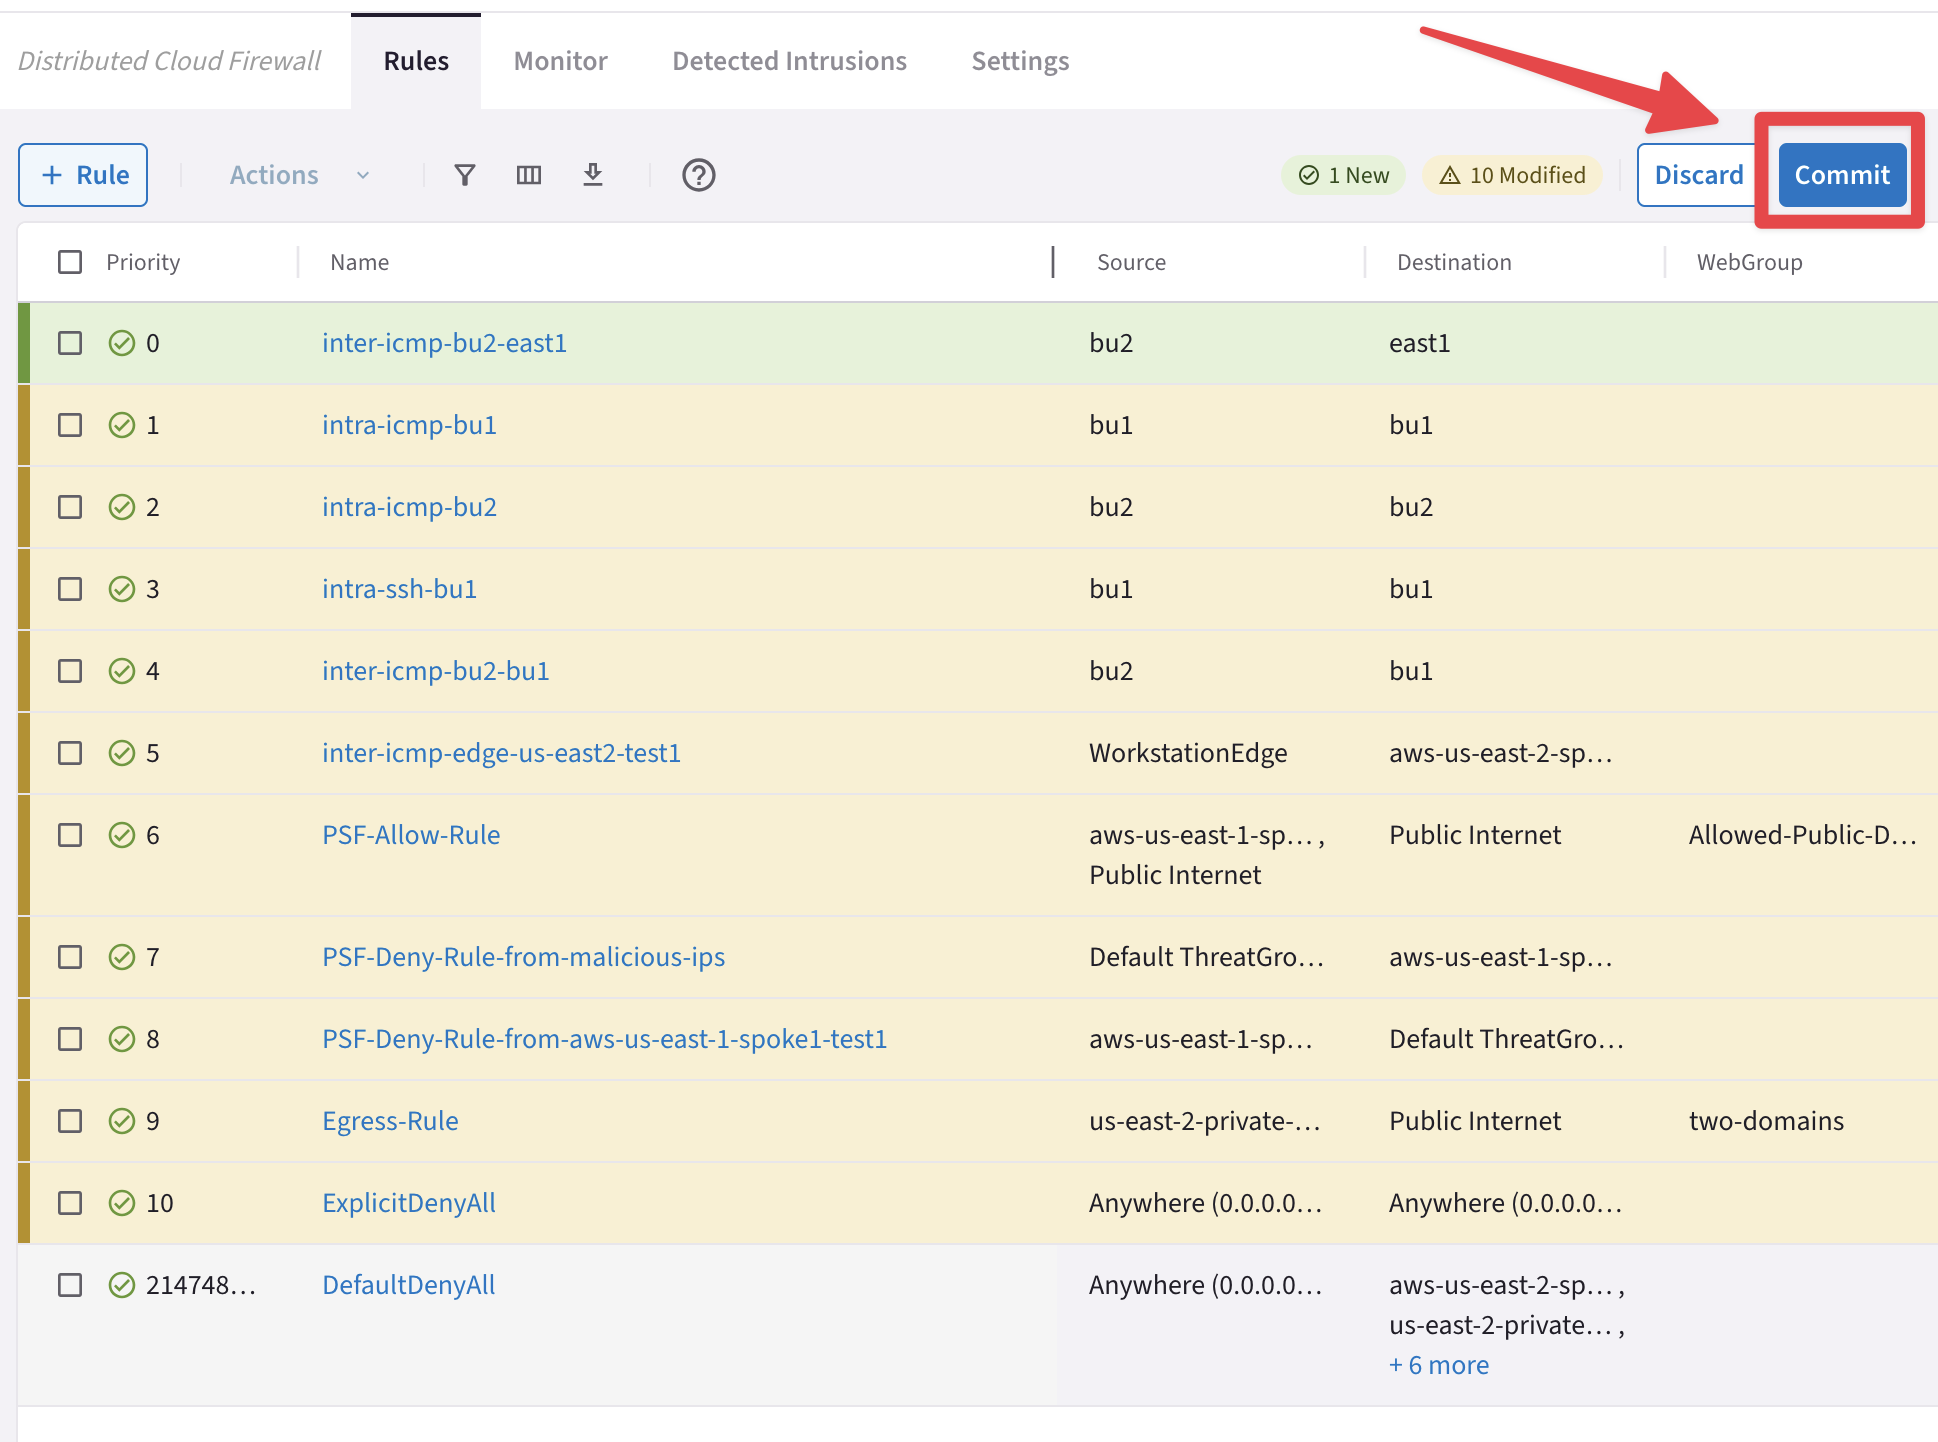 Distributed Cloud Firewall Rules Monitor Detected Intrusions Settings
+ Rule Actions 1 New 10 Modified Discard Commit
Priority Name Source Destination WebGroup
0 inter-icmp-bu2-east1 bu2 east1
1 intra-icmp-bu1 bu1 bu1
2 intra-icmp-bu2 bu2 bu2
3 intra-ssh-bu1 bu1 bu1
4 inter-icmp-bu2-bu1 bu2 bu1
5 inter-icmp-edge-us-east2-test1 WorkstationEdge aws-us-east-2-sp…
6 PSF-Allow-Rule aws-us-east-1-sp…, Public Internet Allowed-Public-D…
Public Internet
7 PSF-Deny-Rule-from-malicious-ips Default ThreatGro… aws-us-east-1-sp…
8 PSF-Deny-Rule-from-aws-us-east-1-spoke1-test1 aws-us-east-1-sp… Default ThreatGro…
9 Egress-Rule us-east-2-private-… Public Internet two-domains
10 ExplicitDenyAll Anywhere (0.0.0.0… Anywhere (0.0.0.0…
214748… DefaultDenyAll Anywhere (0.0.0.0… aws-us-east-2-sp…,
us-east-2-private…,
+ 6 more